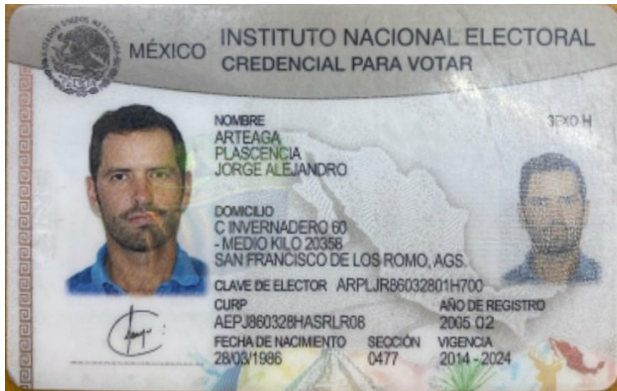 ESTADOS UNIDOS MEXICANOS
MÉXICO
INSTITUTO NACIONAL ELECTORAL
CREDENCIAL PARA VOTAR
NOMBRE
SEXO H
ARTEAGA
PLASCENCIA
JORGE ALEJANDRO
DOMICILIO
C INVERNADERO 60
- MEDIO KILO 20358
SAN FRANCISCO DE LOS ROMO, AGS.
CLAVE DE ELECTOR ARPLJR86032801H700
CURP AÑO DE REGISTRO
AEPJ860328HASRLR08 2005 02
FECHA DE NACIMIENTO SECCIÓN VIGENCIA
28/03/1986 0477 2014 - 2024